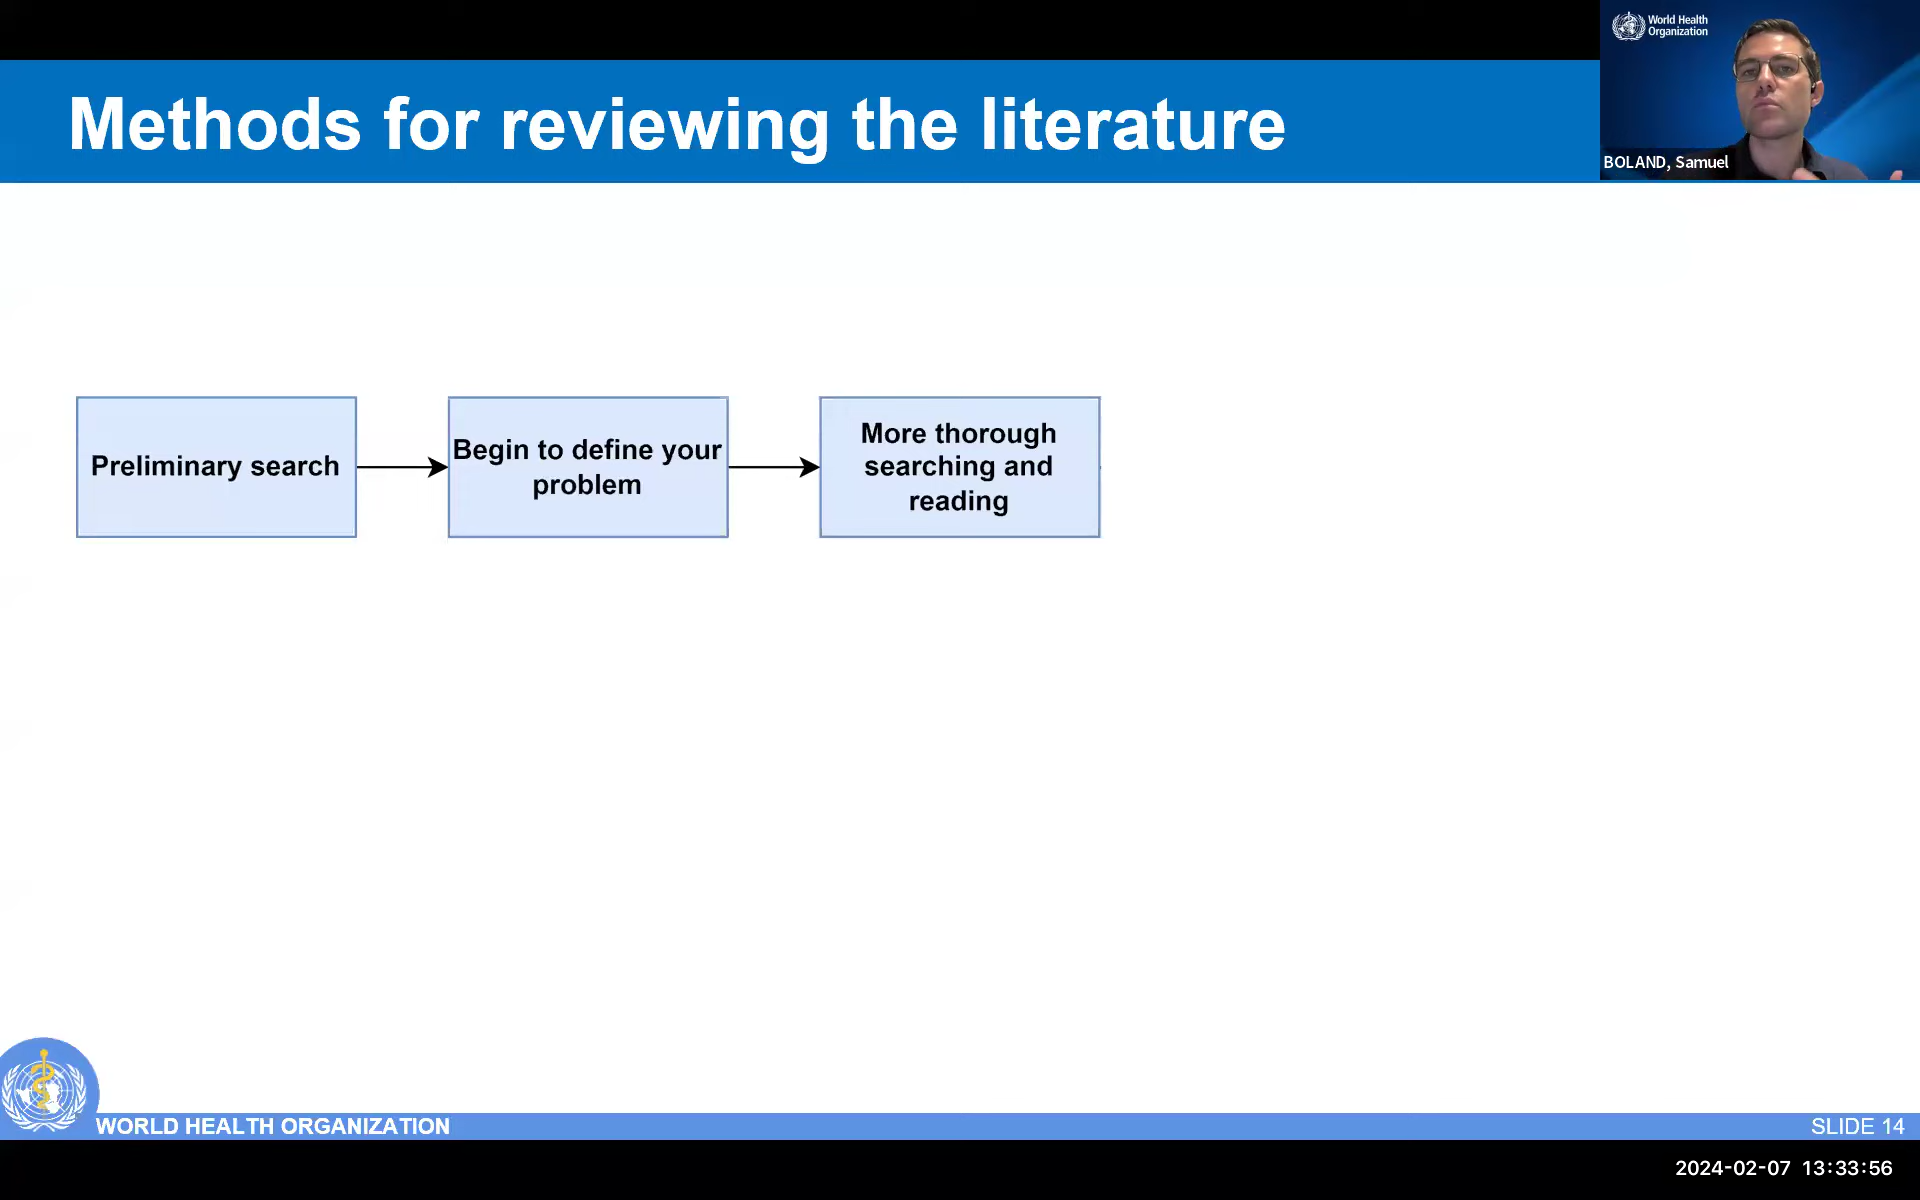 World Health
Organization
Methods for reviewing the literature
BOLAND, Samuel
Preliminary search
Begin to define your
problem
More thorough
searching and
reading
WORLD HEALTH ORGANIZATION
SLIDE 14
2024-02-07 13:33:56